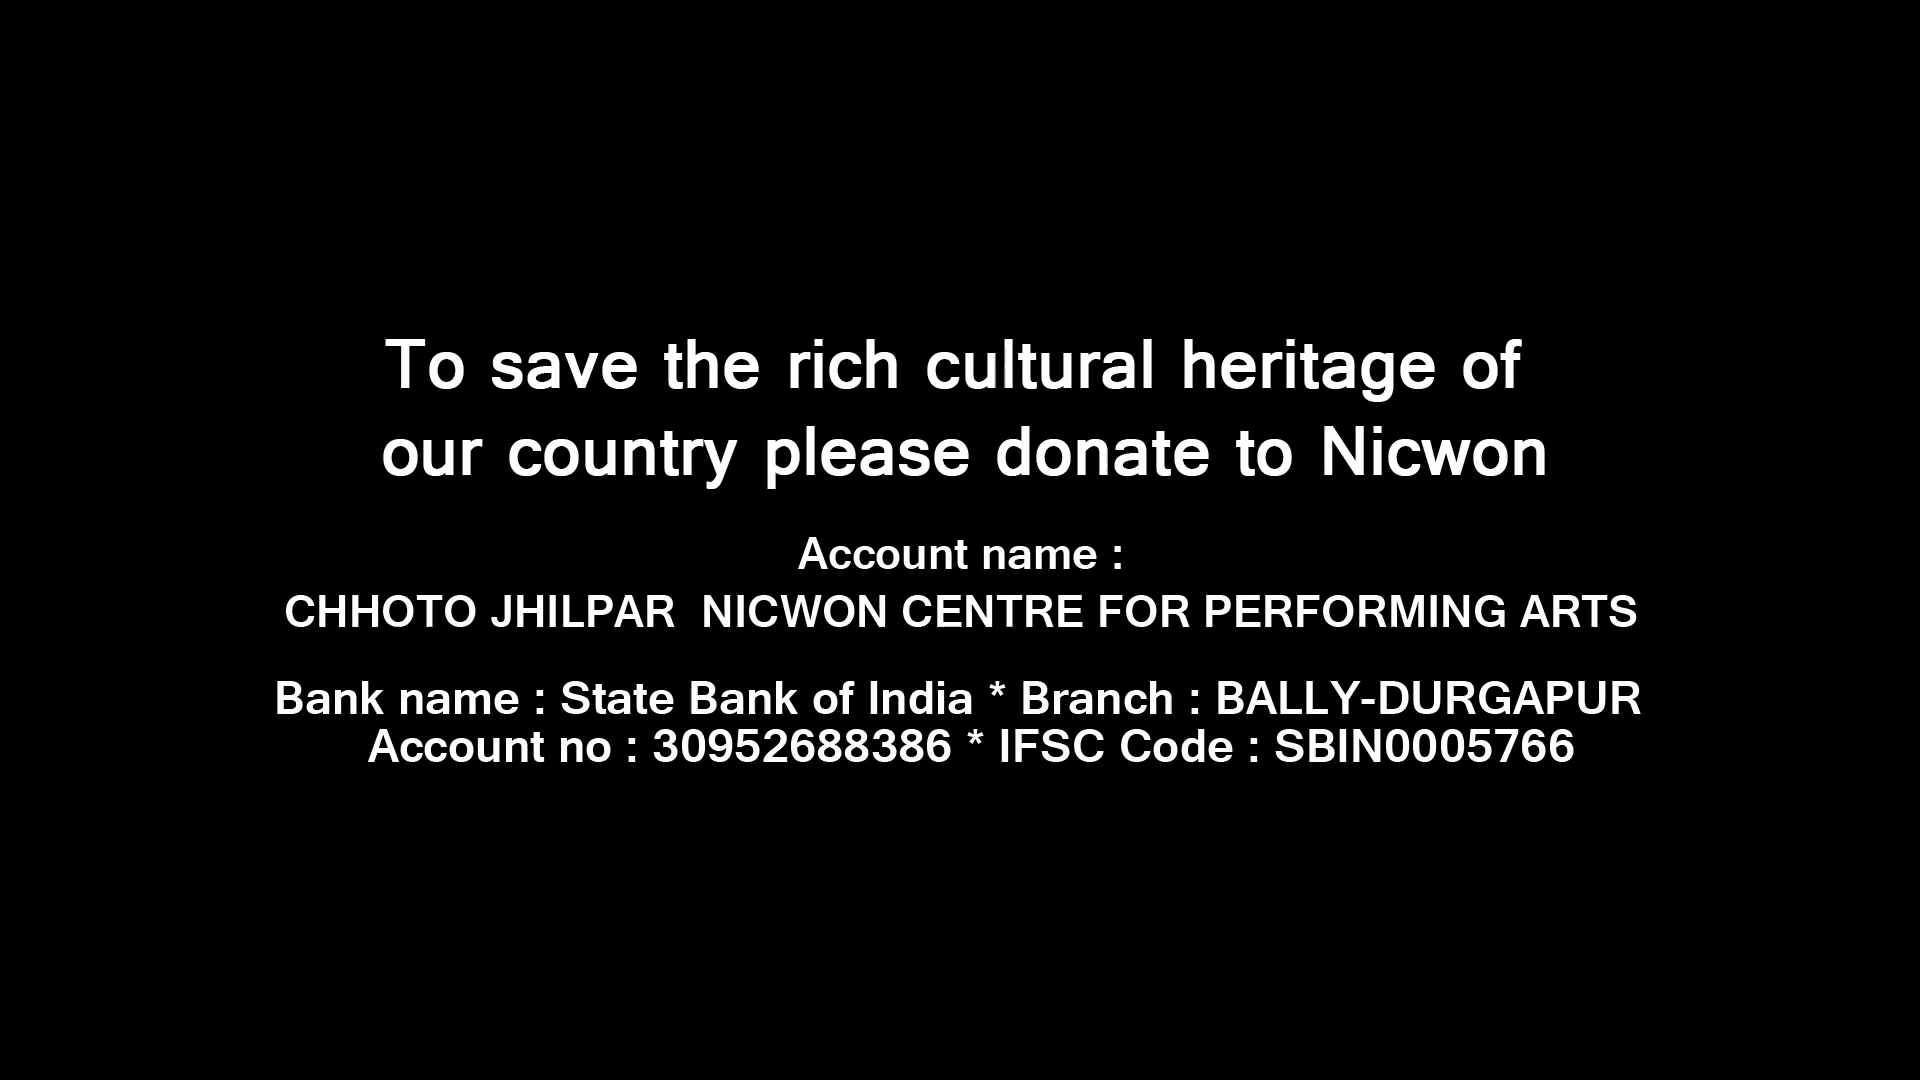 To save the rich cultural heritage of
our country please donate to Nicwon
Account name :
CHHOTO JHILPAR  NICWON CENTRE FOR PERFORMING ARTS
Bank name : State Bank of India * Branch : BALLY-DURGAPUR
Account no : 30952688386 * IFSC Code : SBIN0005766